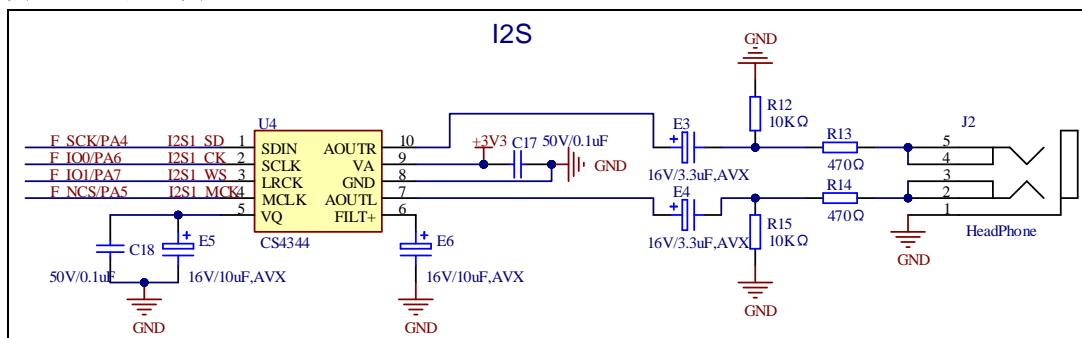 I2S
GND
U4
R12
10KΩ
E3
R13
J2
F_SCK/PA4 I2S1_SD 1 SDIN AOUTR 10
+3V3 C17 50V/0.1uF
F_IO0/PA6 I2S1_CK 2 SCLK VA 9
16V/3.3uF,AVX
470Ω
5
4
F_IO1/PA7 I2S1_WS 3 LRCK GND 8
GND
E4
R14
3
2
F_NCS/PA5 I2S1_MCK 4 MCLK AOUTL 7
5 VQ FILT+ 6
16V/3.3uF,AVX
R15
10KΩ
470Ω
1
HeadPhone
CS4344
C18 E5
E6
50V/0.1uF 16V/10uF,AVX
16V/10uF,AVX
GND
GND
GND
GND